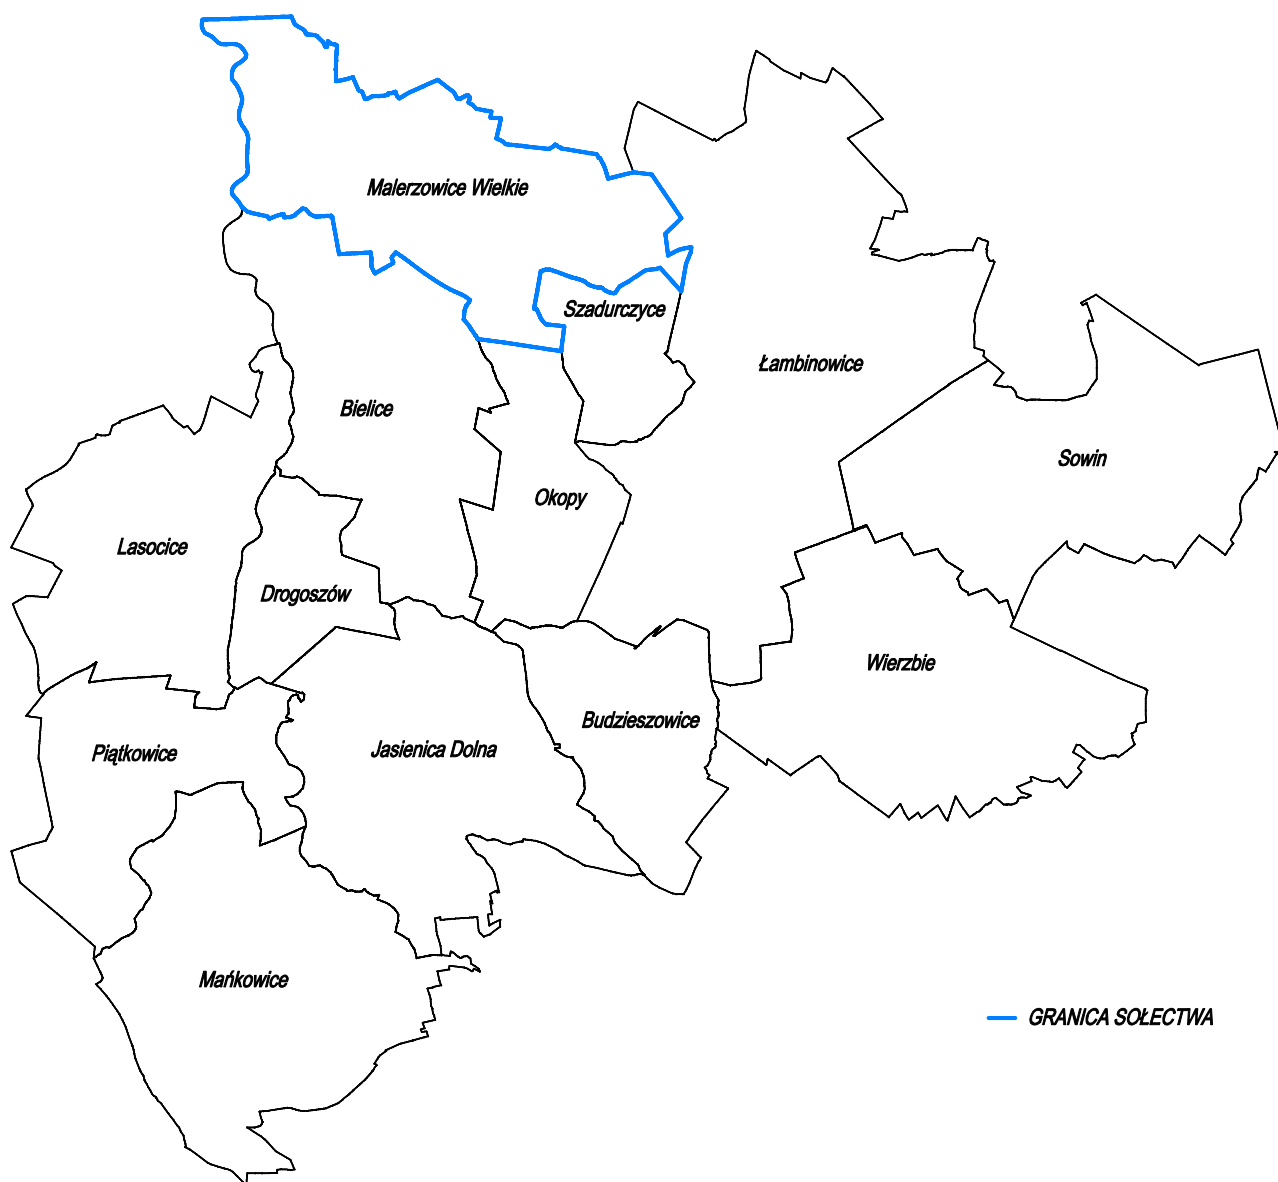 Malerzowice Wielkie
Szadurczyce
Łambinowice
Bielice
Sowin
Okopy
Lasocice
Drogoszów
Wierzbie
Budzieszowice
Piątkowice
Jasienica Dolna
Mańkowice
GRANICA SOŁECTWA